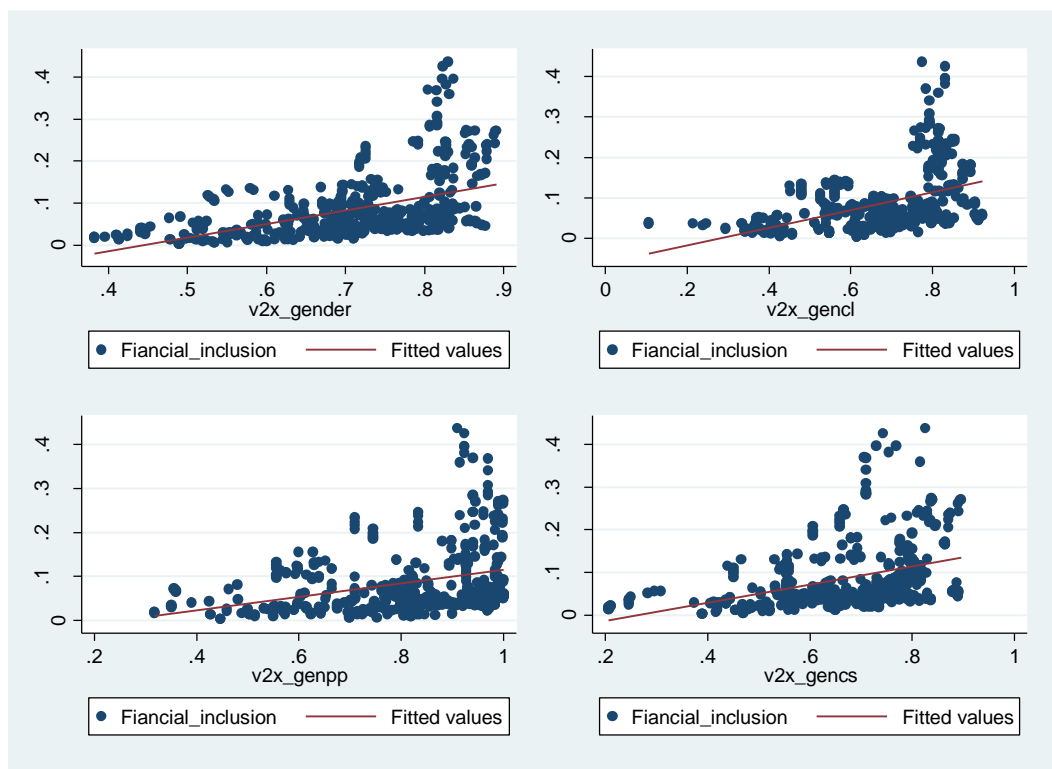 .4
.3
.2
.1
0
.4 .5 .6 .7 .8 .9
v2x_gender
Fiancial_inclusion Fitted values
.4
.3
.2
.1
0
0 .2 .4 .6 .8 1
v2x_gencl
Fiancial_inclusion Fitted values
.4
.3
.2
.1
0
.2 .4 .6 .8 1
v2x_genpp
Fiancial_inclusion Fitted values
.4
.3
.2
.1
0
.2 .4 .6 .8 1
v2x_gencs
Fiancial_inclusion Fitted values